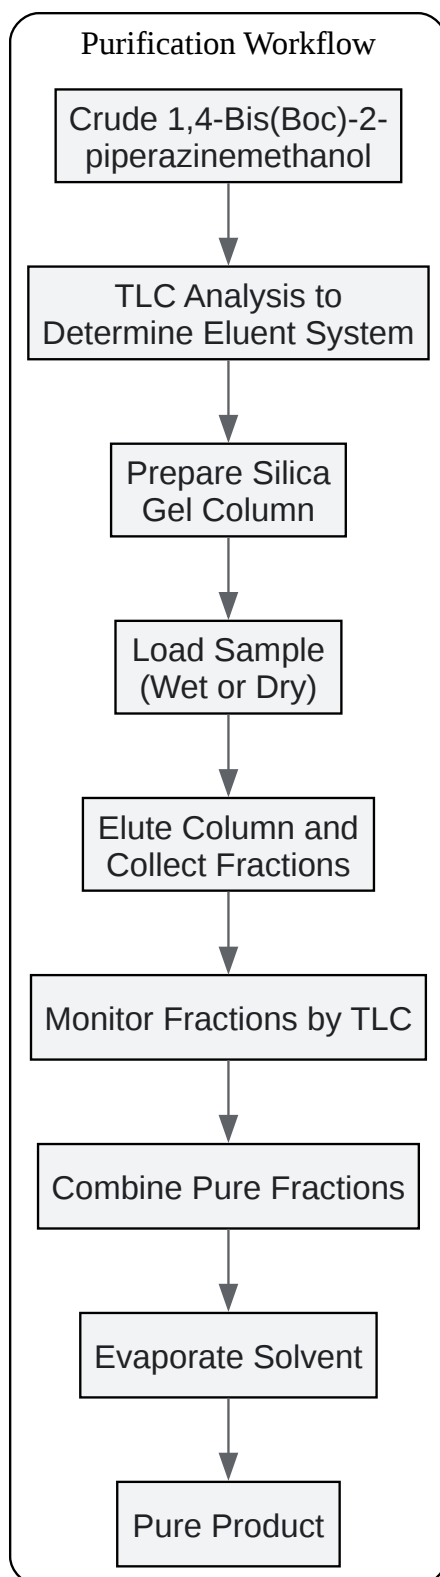 Purification Workflow
Crude 1,4-Bis(Boc)-2-
piperazinemethanol
TLC Analysis to
Determine Eluent System
Prepare Silica
Gel Column
Load Sample
(Wet or Dry)
Elute Column and
Collect Fractions
Monitor Fractions by TLC
Combine Pure Fractions
Evaporate Solvent
Pure Product